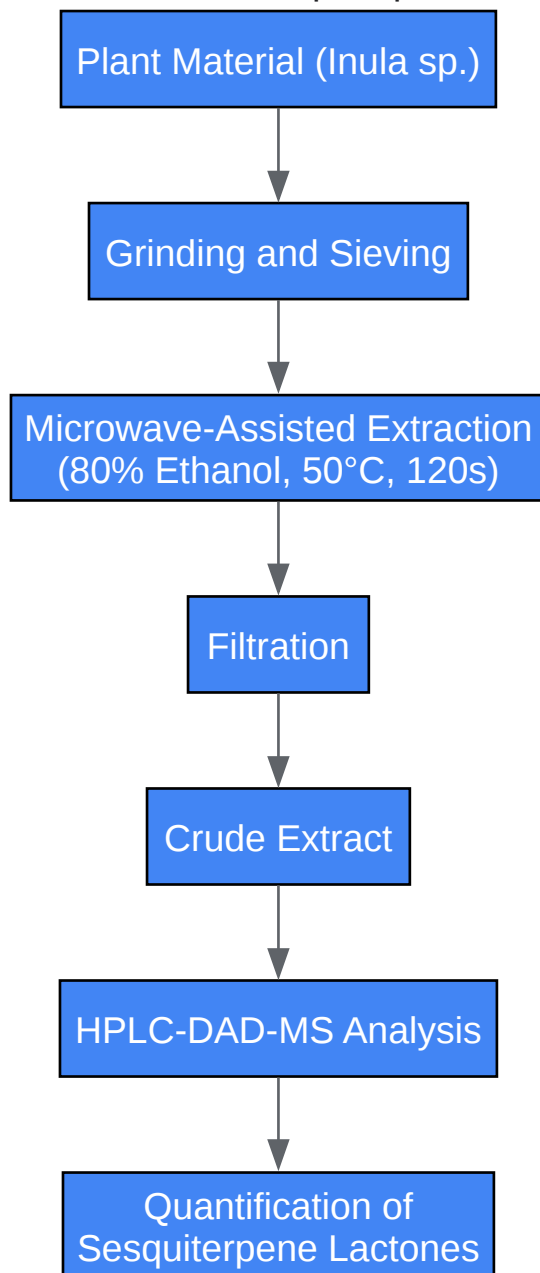 Plant Material (Inula sp.)
Grinding and Sieving
Microwave-Assisted Extraction
(80% Ethanol, 50°C, 120s)
Filtration
Crude Extract
HPLC-DAD-MS Analysis
Quantification of
Sesquiterpene Lactones